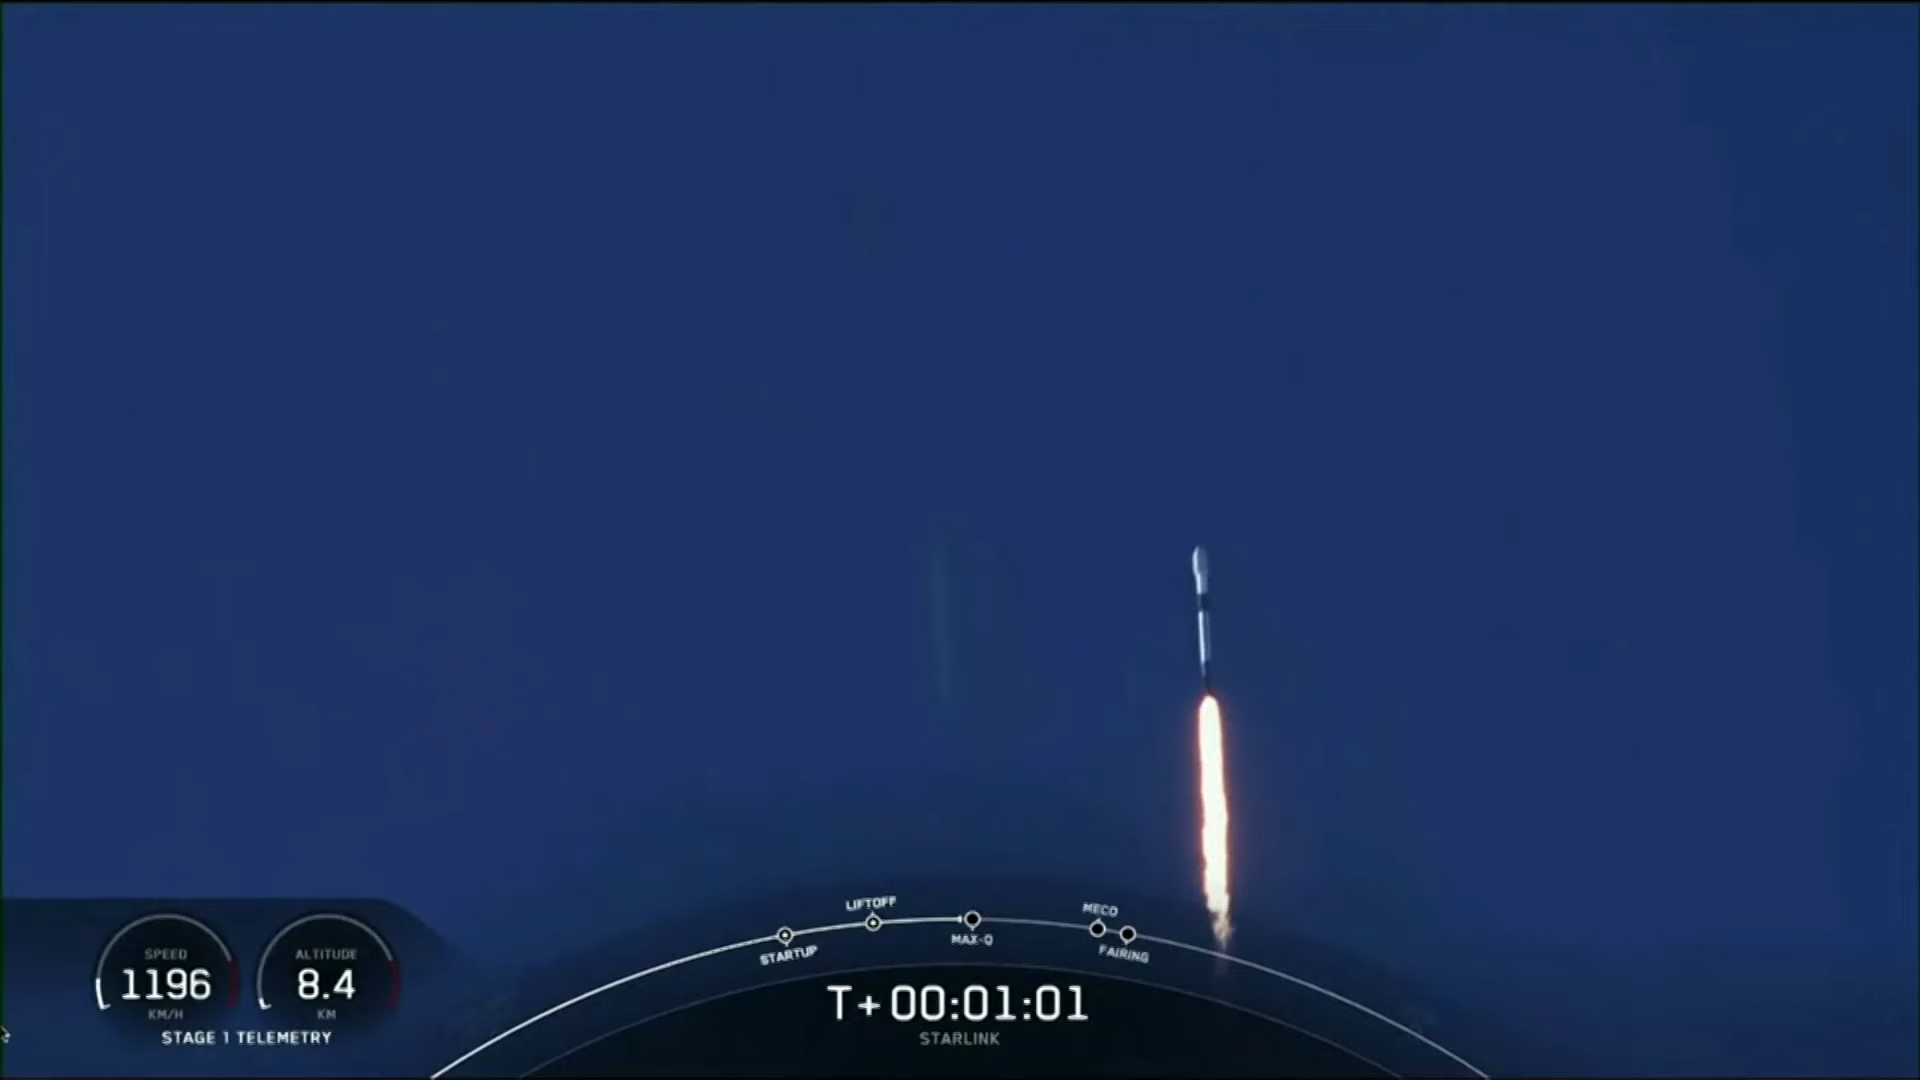 LIFTOFF
MECO
STARTUP
MAX-Q
FAIRING
SPEED
1196
KM/H
ALTITUDE
8.4
KM
STAGE 1 TELEMETRY
T+00:01:01
STARLINK